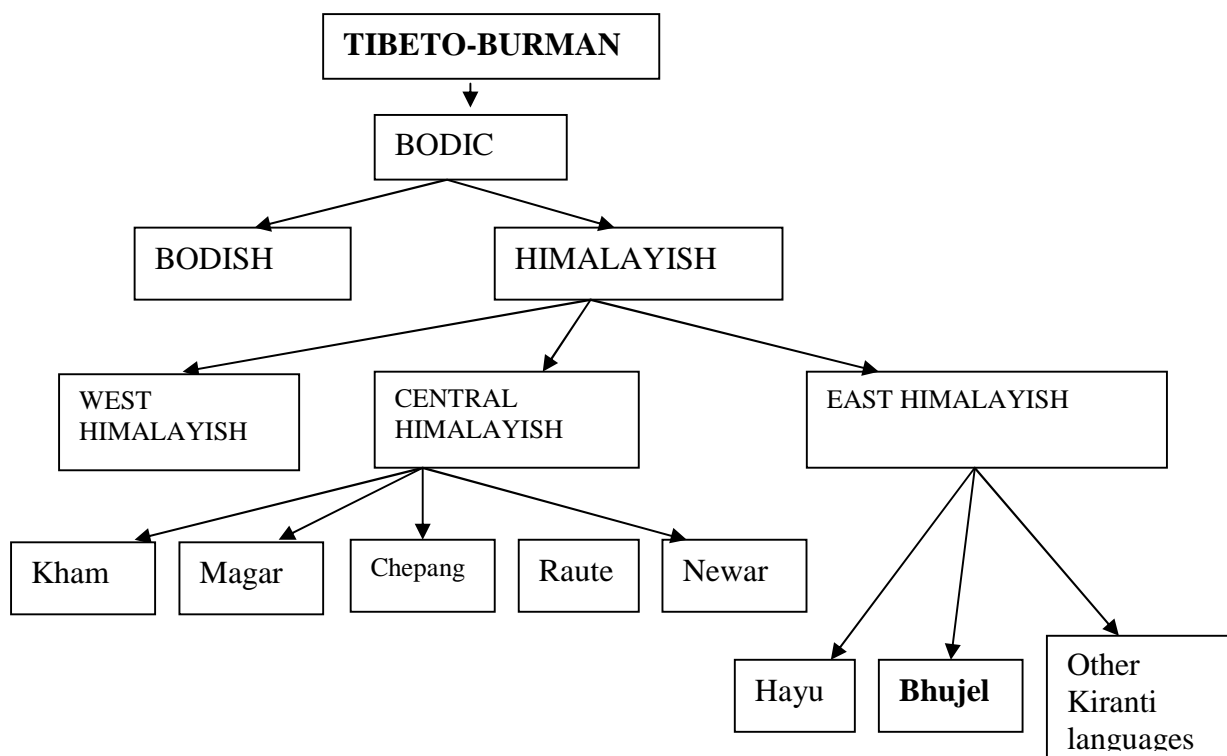 TIBETO-BURMAN
BODIC
BODISH
HIMALAYISH
WEST
HIMALAYISH
CENTRAL
HIMALAYISH
EAST HIMALAYISH
Kham
Magar
Chepang
Raute
Newar
Hayu
Bhujel
Other
Kiranti
languages